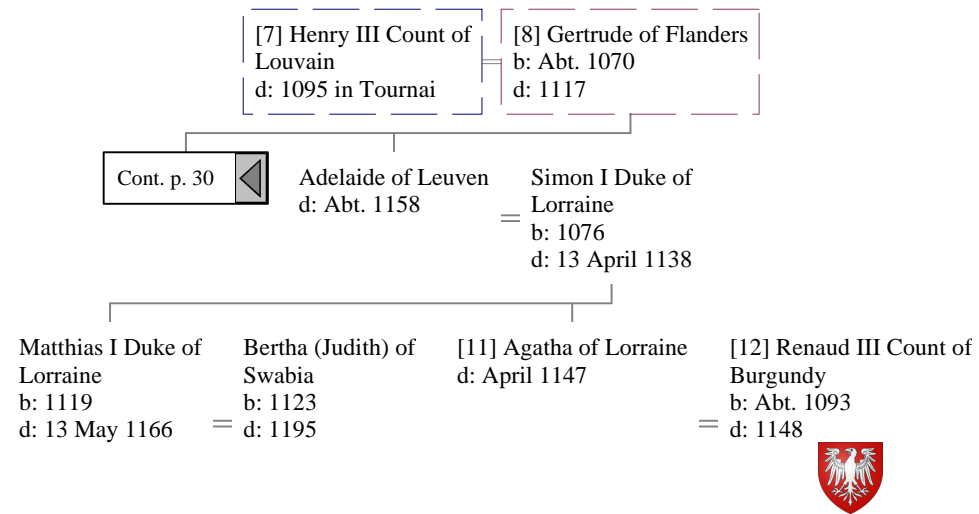 [7] Henry III Count of
Louvain
d: 1095 in Tournai
[8] Gertrude of Flanders
b: Abt. 1070
d: 1117
Cont. p. 30
Adelaide of Leuven
d: Abt. 1158
Simon I Duke of
Lorraine
b: 1076
d: 13 April 1138
Matthias I Duke of
Lorraine
b: 1119
d: 13 May 1166
Bertha (Judith) of
Swabia
b: 1123
d: 1195
[11] Agatha of Lorraine
d: April 1147
[12] Renaud III Count of
Burgundy
b: Abt. 1093
d: 1148